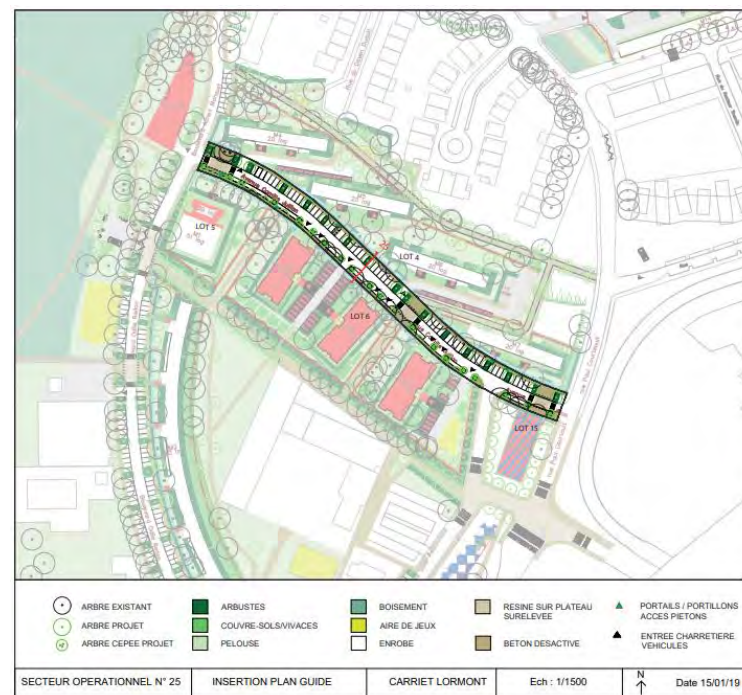 LOT 5
LOT 4
LOT 6
LOT 15
ARBRE EXISTANT
ARBRE PROJET
ARBRE CEPEE PROJET
ARBUSTES
COUVRE-SOLS/VIVACES
PELOUSE
BOISEMENT
AIRE DE JEUX
ENROBE
RESINE SUR PLATEAU
SURELEVEE
BETON DESACTIVE
PORTAILS / PORTILLONS
ACCES PIETONS
ENTREE CHARRETIERE
VEHICULES
SECTEUR OPERATIONNEL N° 25
INSERTION PLAN GUIDE
CARRIET LORMONT
Ech : 1/1500
N
Date 15/01/19